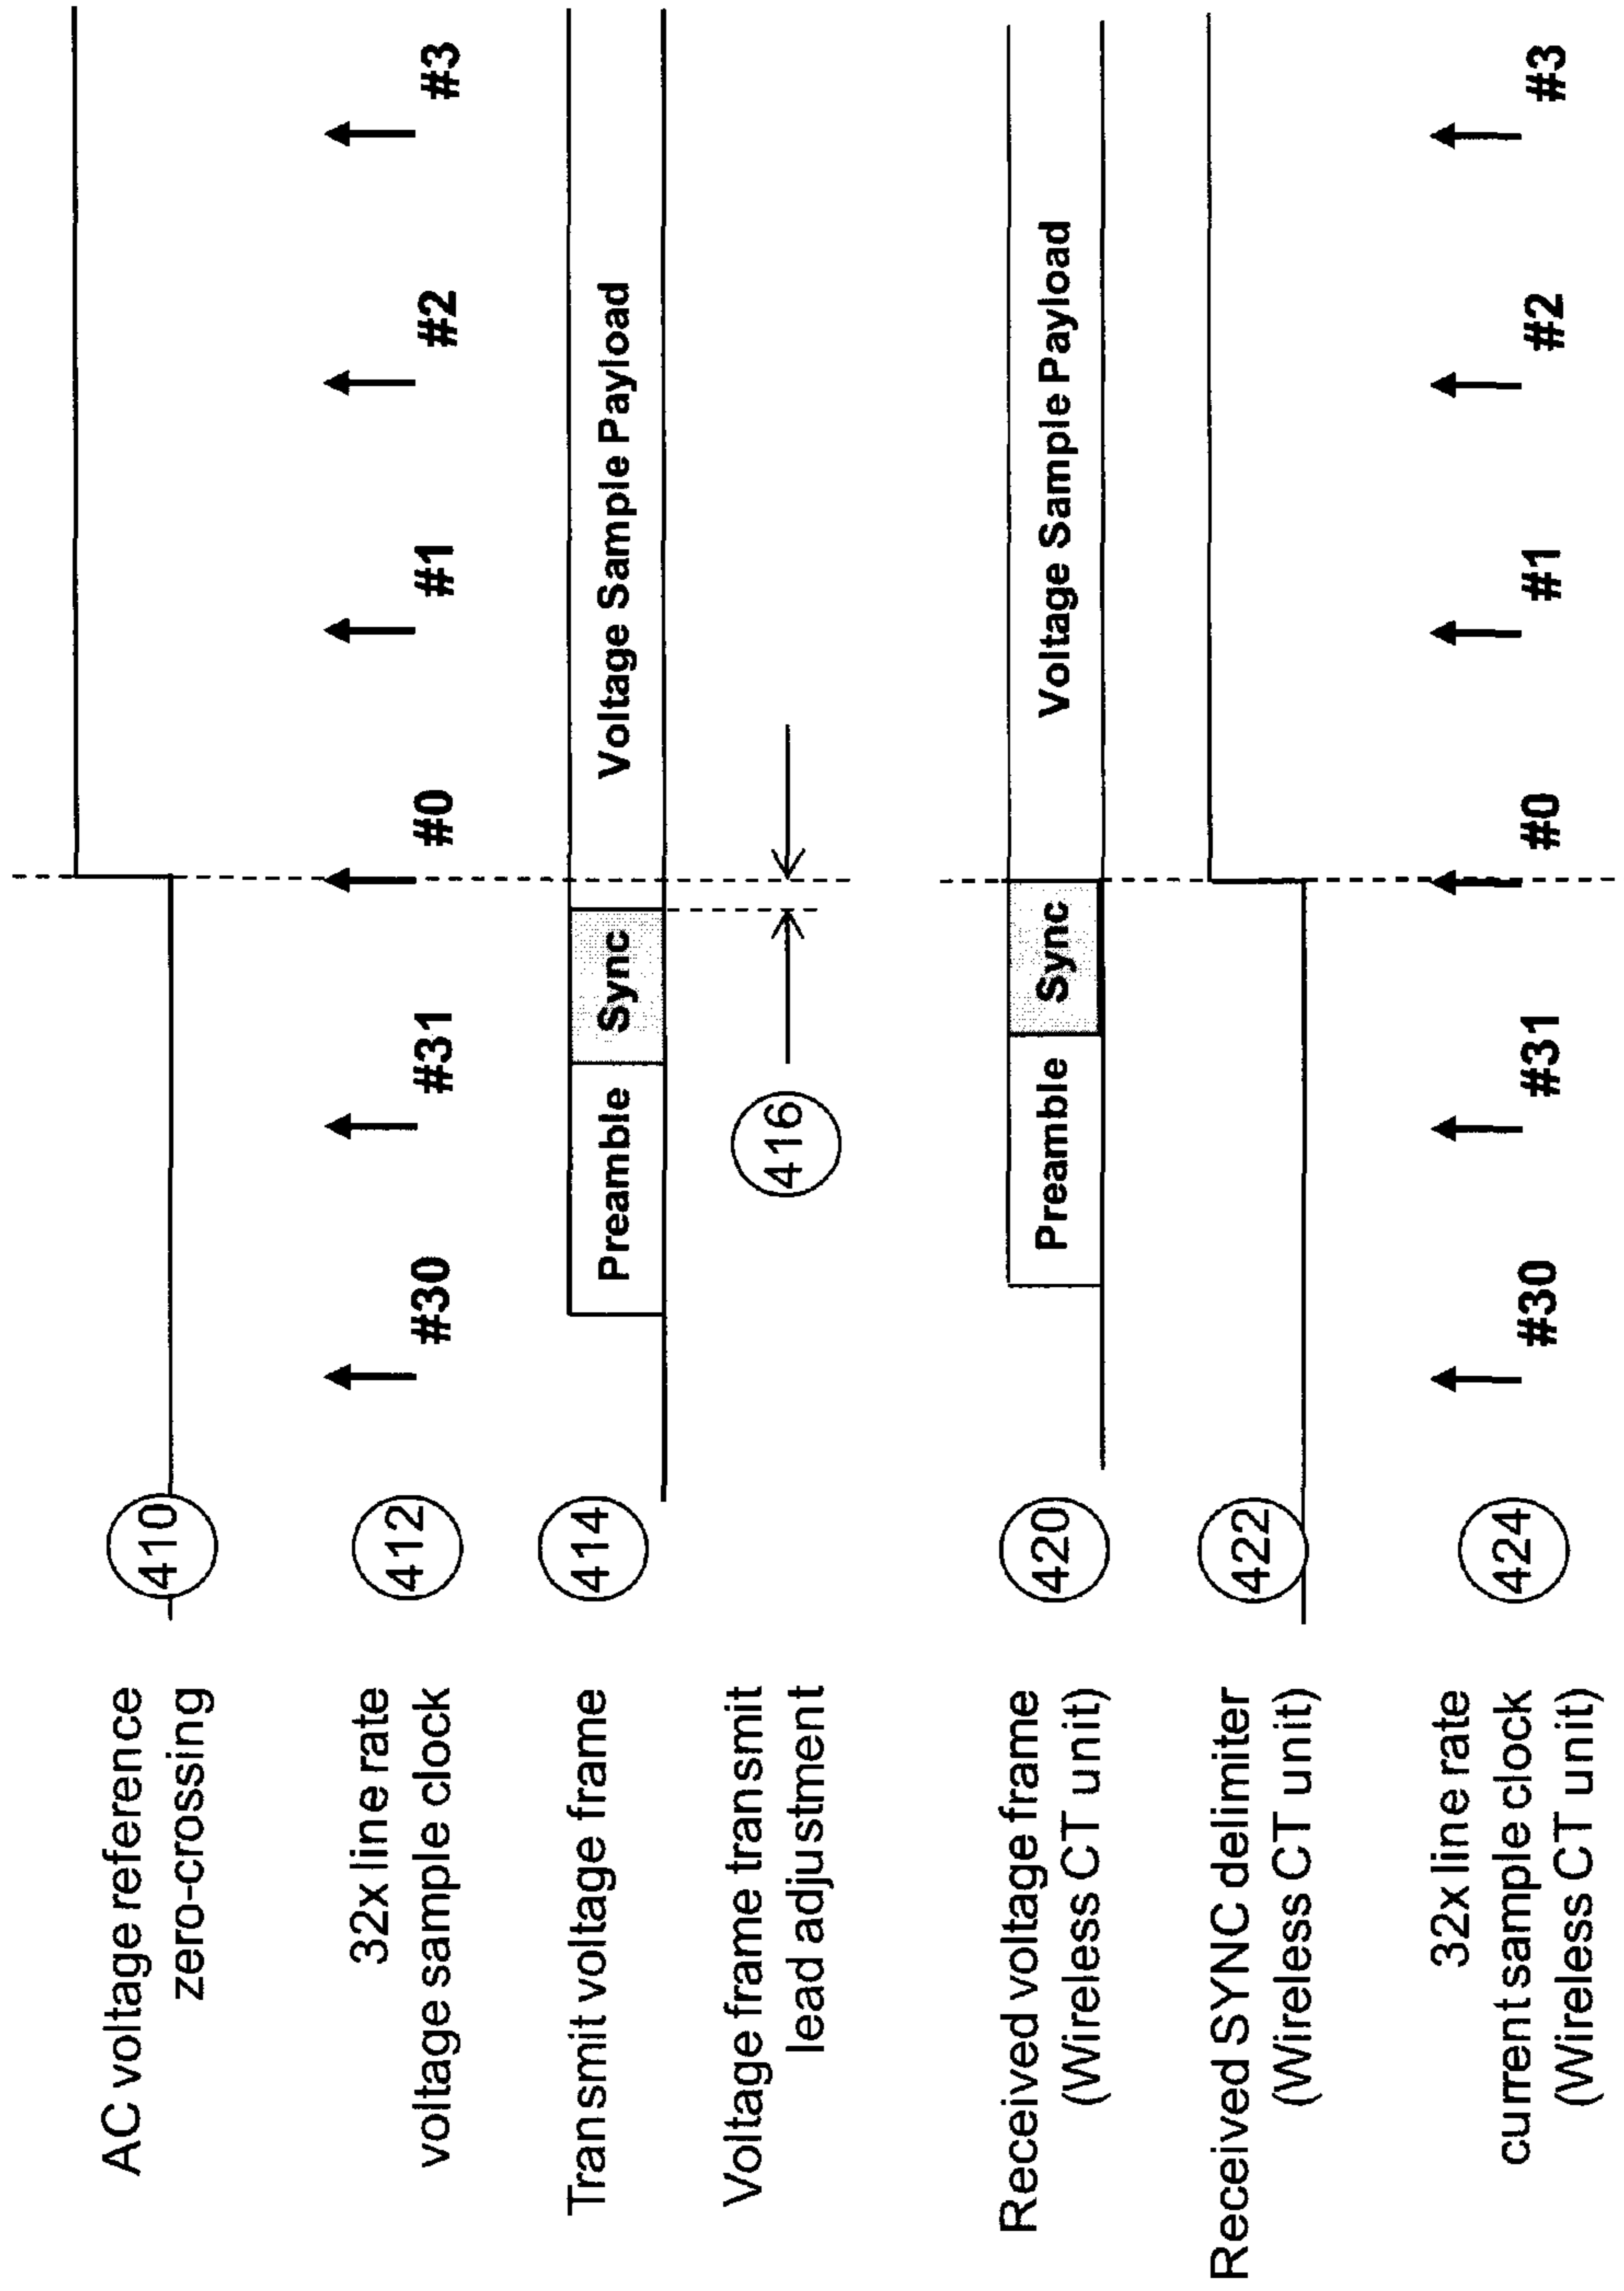 AC voltage reference
zero-crossing
410
32x line rate
voltage sample clock
412
#30
#31
#0
#1
#2
#3
Transmit voltage frame
414
Preamble
Sync
Voltage Sample Payload
Voltage frame transmit
lead adjustment
416
Received voltage frame
(Wireless CT unit)
420
Preamble
Sync
Voltage Sample Payload
Received SYNC delimiter
(Wireless CT unit)
422
32x line rate
current sample clock
(Wireless CT unit)
424
#30
#31
#0
#1
#2
#3